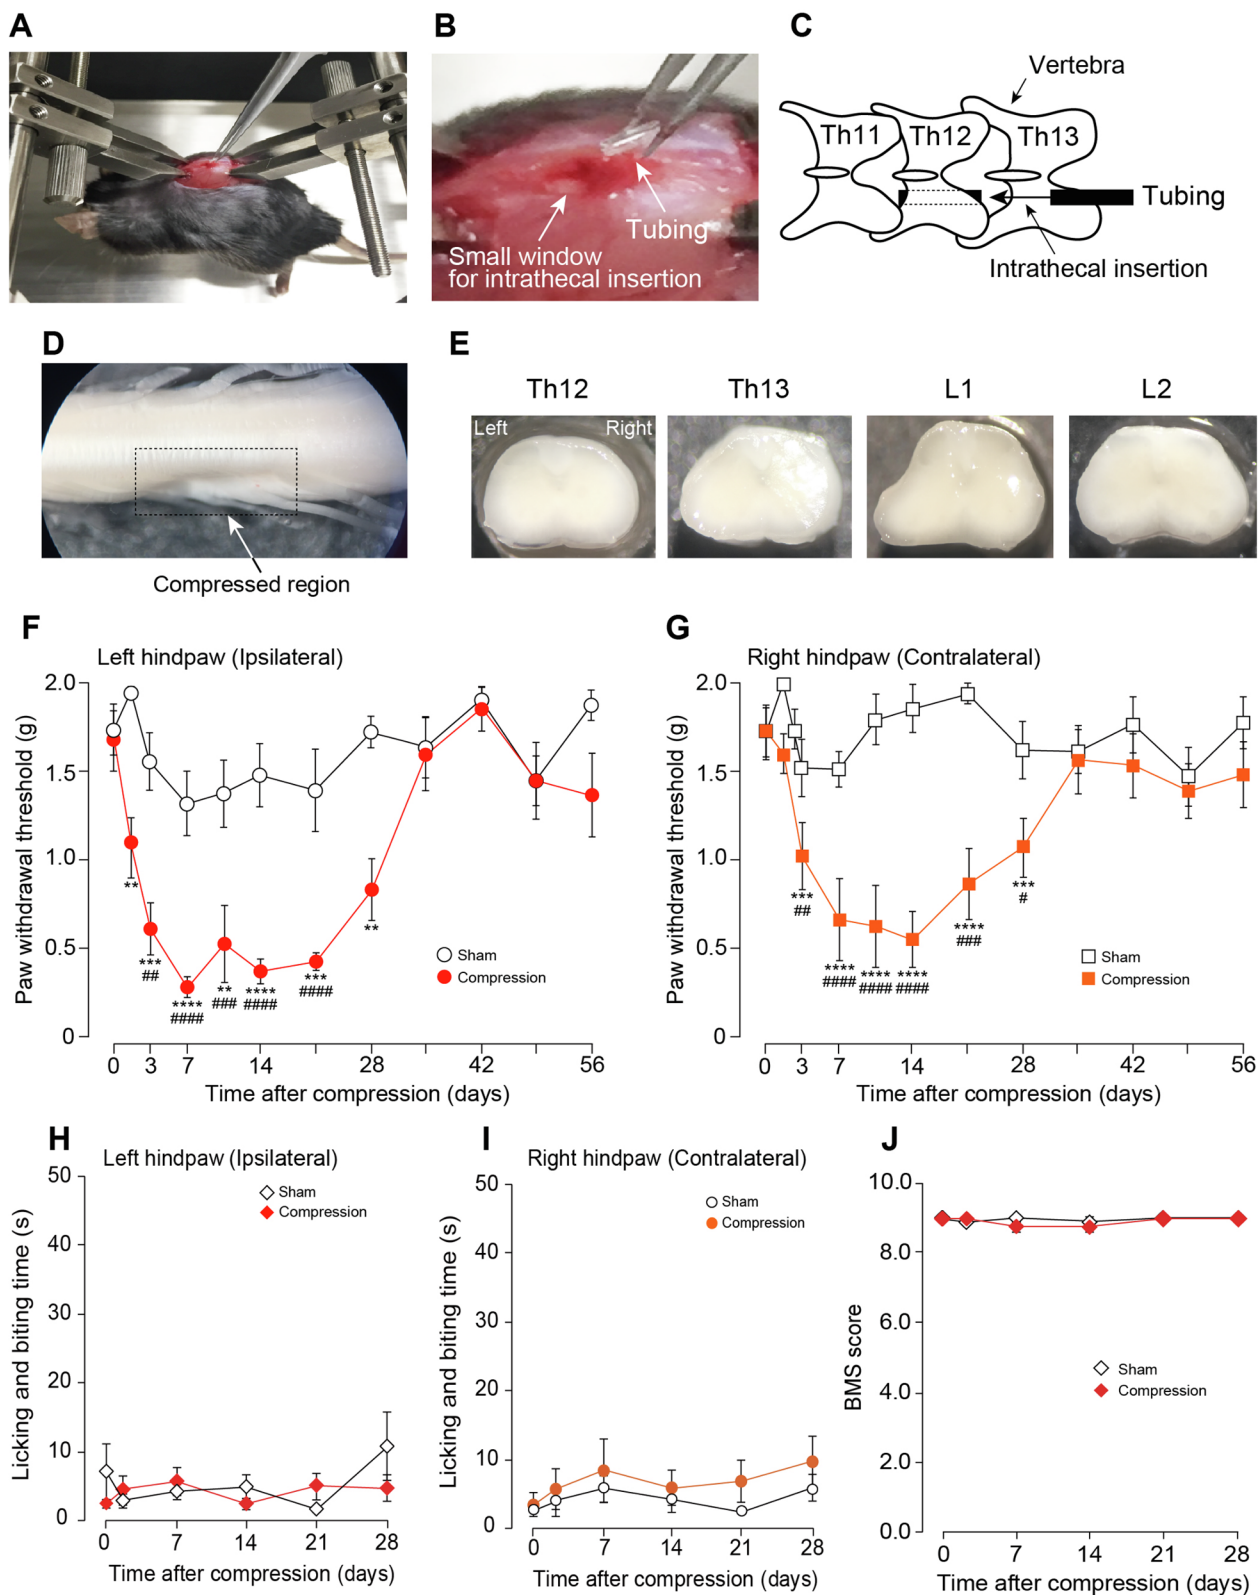 A
B
Small window
for intrathecal insertion
Tubing
C
Vertebra
Th11
Th12
Th13
Tubing
Intrathecal insertion
D
Compressed region
E
Th12
Th13
L1
L2
Left
Right
F
Left hindpaw (Ipsilateral)
Paw withdrawal threshold (g)
2.0
1.5
1.0
0.5
0
**
***
##
****
####
**
###
****
####
***
####
**
Sham
Compression
0 3 7 14 28 42 56
Time after compression (days)
G
Right hindpaw (Contralateral)
Paw withdrawal threshold (g)
2.0
1.5
1.0
0.5
0
***
##
****
####
****
####
****
####
****
###
***
#
Sham
Compression
0 3 7 14 28 42 56
Time after compression (days)
H
Left hindpaw (Ipsilateral)
Licking and biting time (s)
50
40
30
20
10
0
Sham
Compression
0 7 14 21 28
Time after compression (days)
I
Right hindpaw (Contralateral)
Licking and biting time (s)
50
40
30
20
10
0
Sham
Compression
0 7 14 21 28
Time after compression (days)
J
BMS score
10.0
8.0
6.0
4.0
2.0
0.0
Sham
Compression
0 7 14 21 28
Time after compression (days)